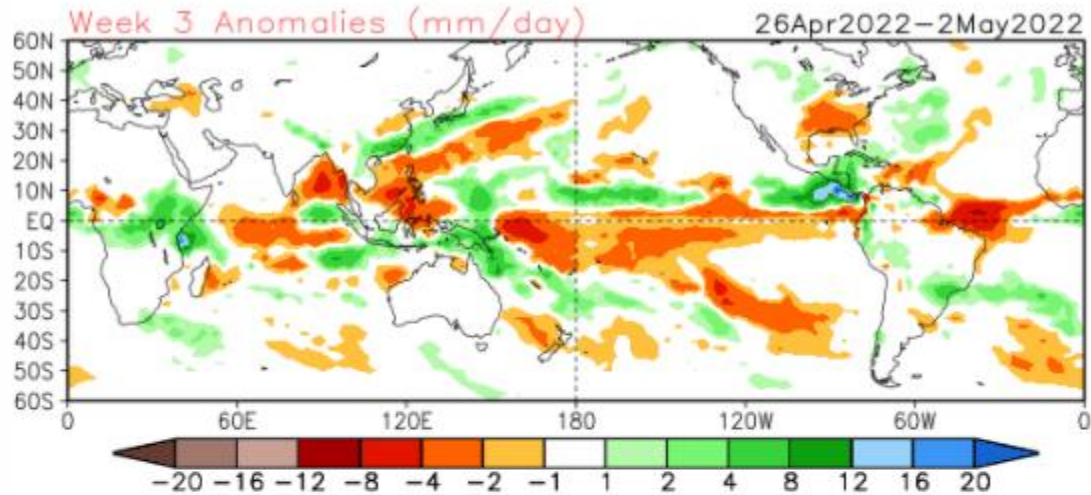 Week 3 Anomalies (mm/day) 26Apr2022−2May2022
60N
50N
40N
30N
20N
10N
EQ
10S
20S
30S
40S
50S
60S
0 60E 120E 180 120W 60W 0
−20 −16 −12 −8 −4 −2 −1 1 2 4 8 12 16 20